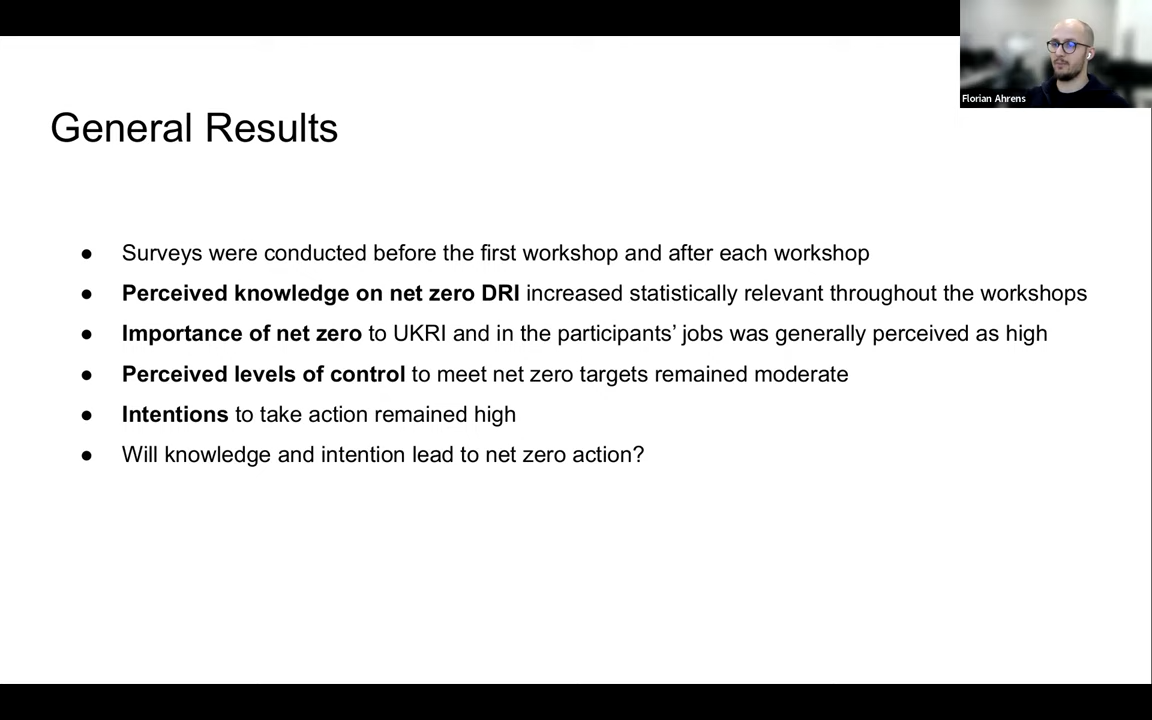 Florian Ahrens
General Results
● Surveys were conducted before the first workshop and after each workshop
● Perceived knowledge on net zero DRI increased statistically relevant throughout the workshops
● Importance of net zero to UKRI and in the participants’ jobs was generally perceived as high
● Perceived levels of control to meet net zero targets remained moderate
● Intentions to take action remained high
● Will knowledge and intention lead to net zero action?